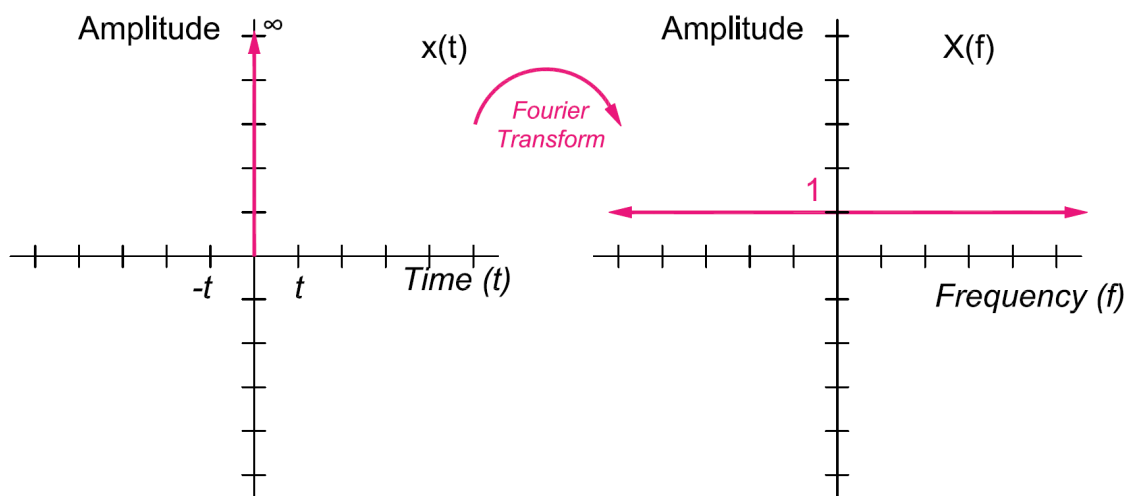 Amplitude
∞
x(t)
Fourier
Transform
-t
t
Time (t)
Amplitude
X(f)
1
Frequency (f)